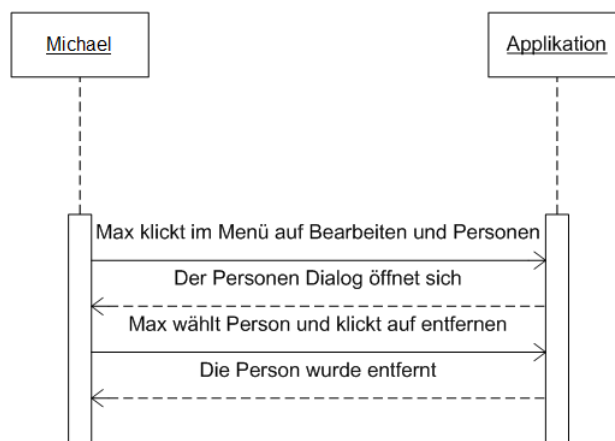 Michael
Applikation
Max klickt im Menü auf Bearbeiten und Personen
Der Personen Dialog öffnet sich
Max wählt Person und klickt auf entfernen
Die Person wurde entfernt